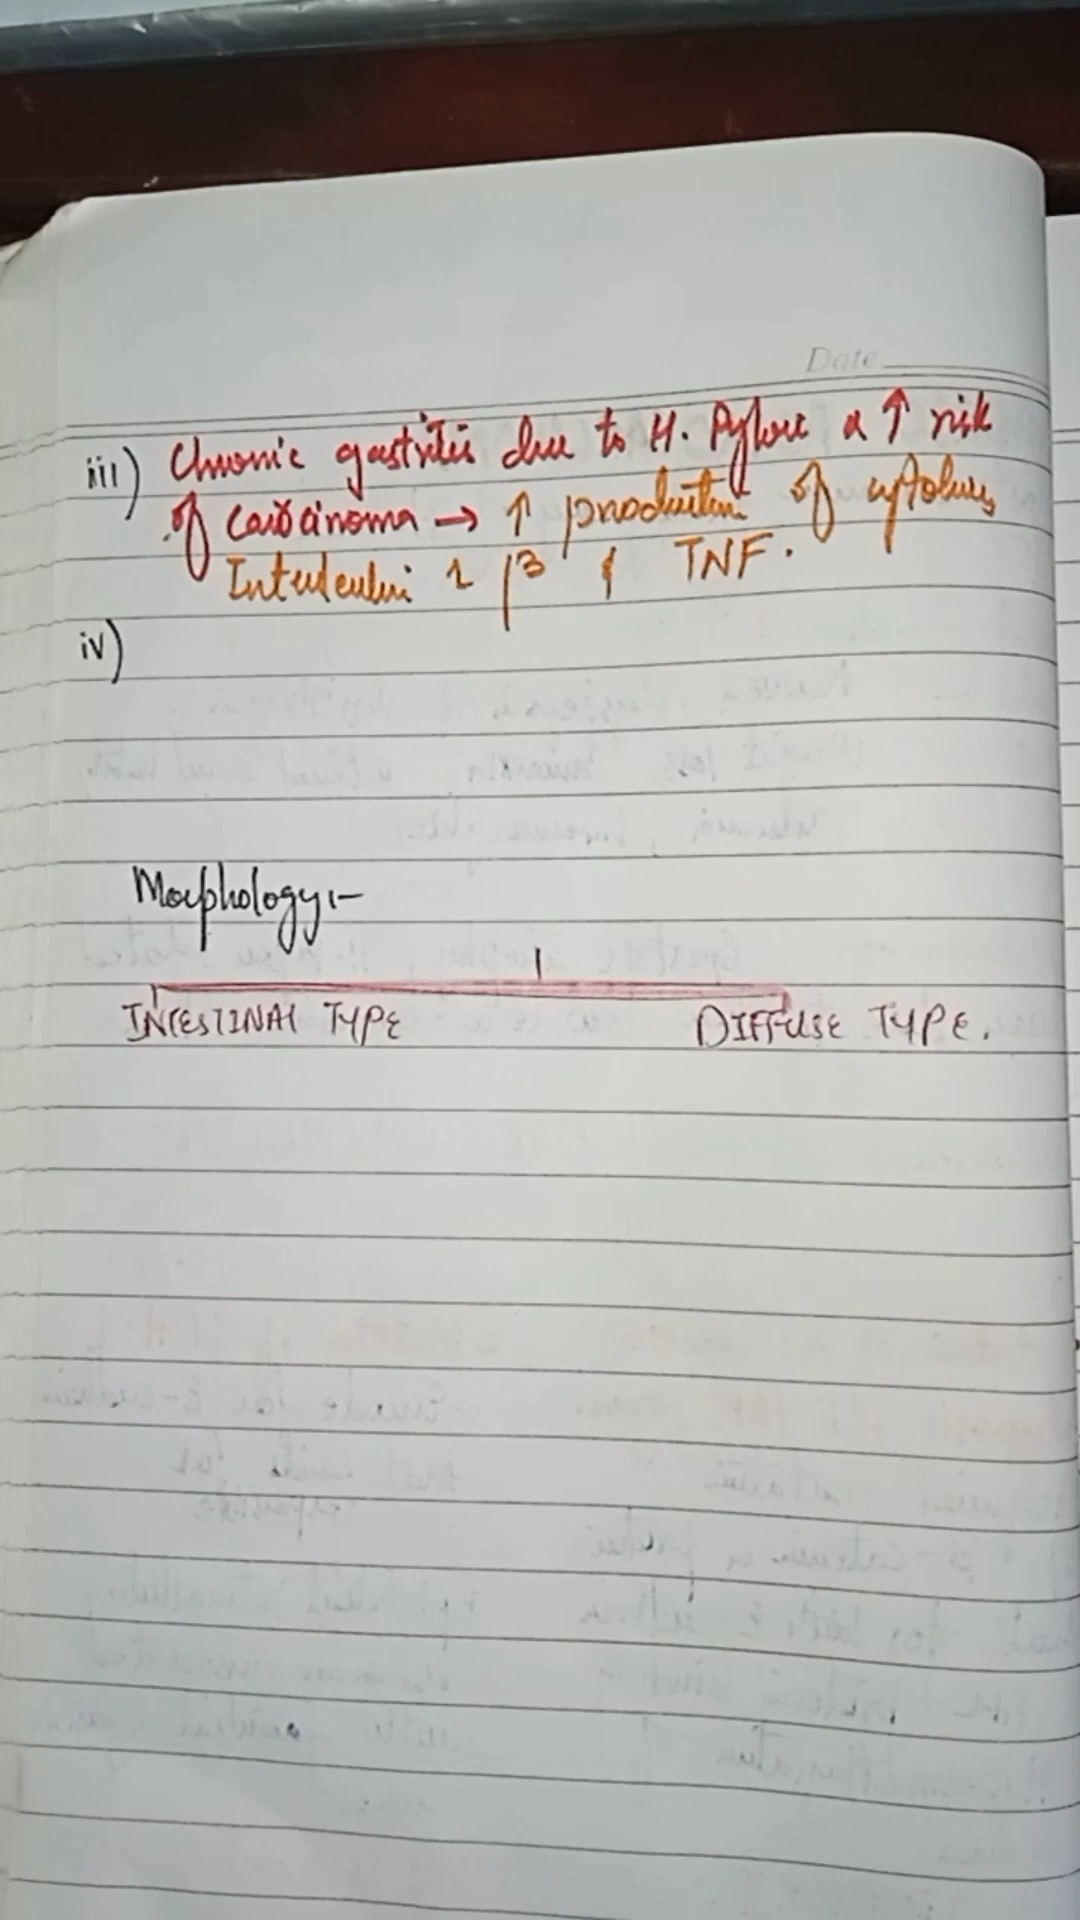 Date
iii) Chronic gastritis due to H. Pylori a ↑ risk
of carcinoma → ↑ production of cytokines
Interleukin 1 β & TNF.
iv)
Morphology:-
INTESTINAL TYPE DIFFUSE TYPE.